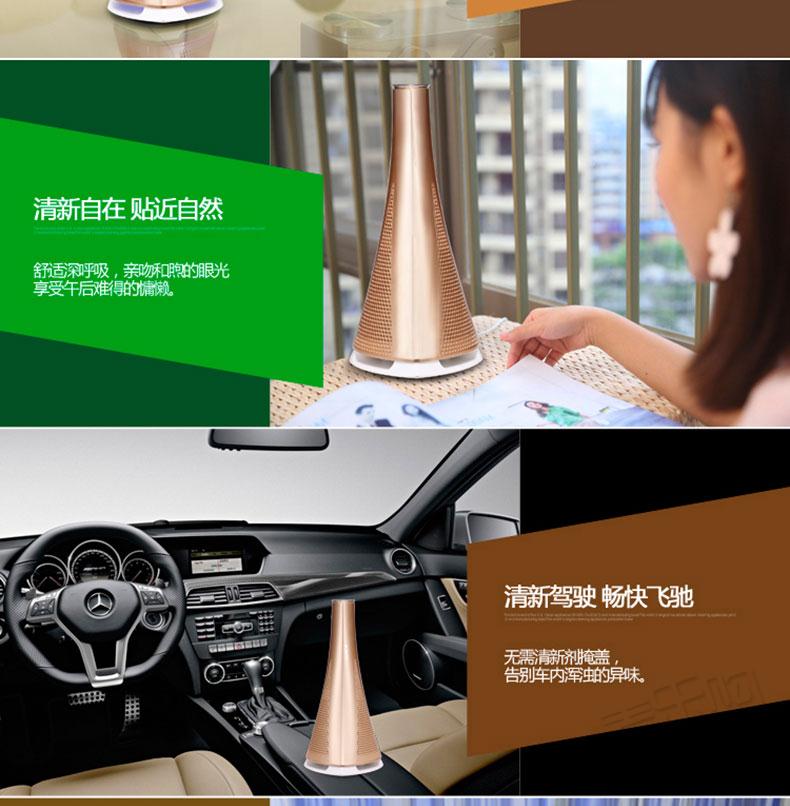 清新自在 贴近自然
舒适深呼吸，亲吻和煦的眼光
享受午后难得的慵懒。
清新驾驶 畅快飞驰
无需清新剂掩盖，
告别车内浑浊的异味。